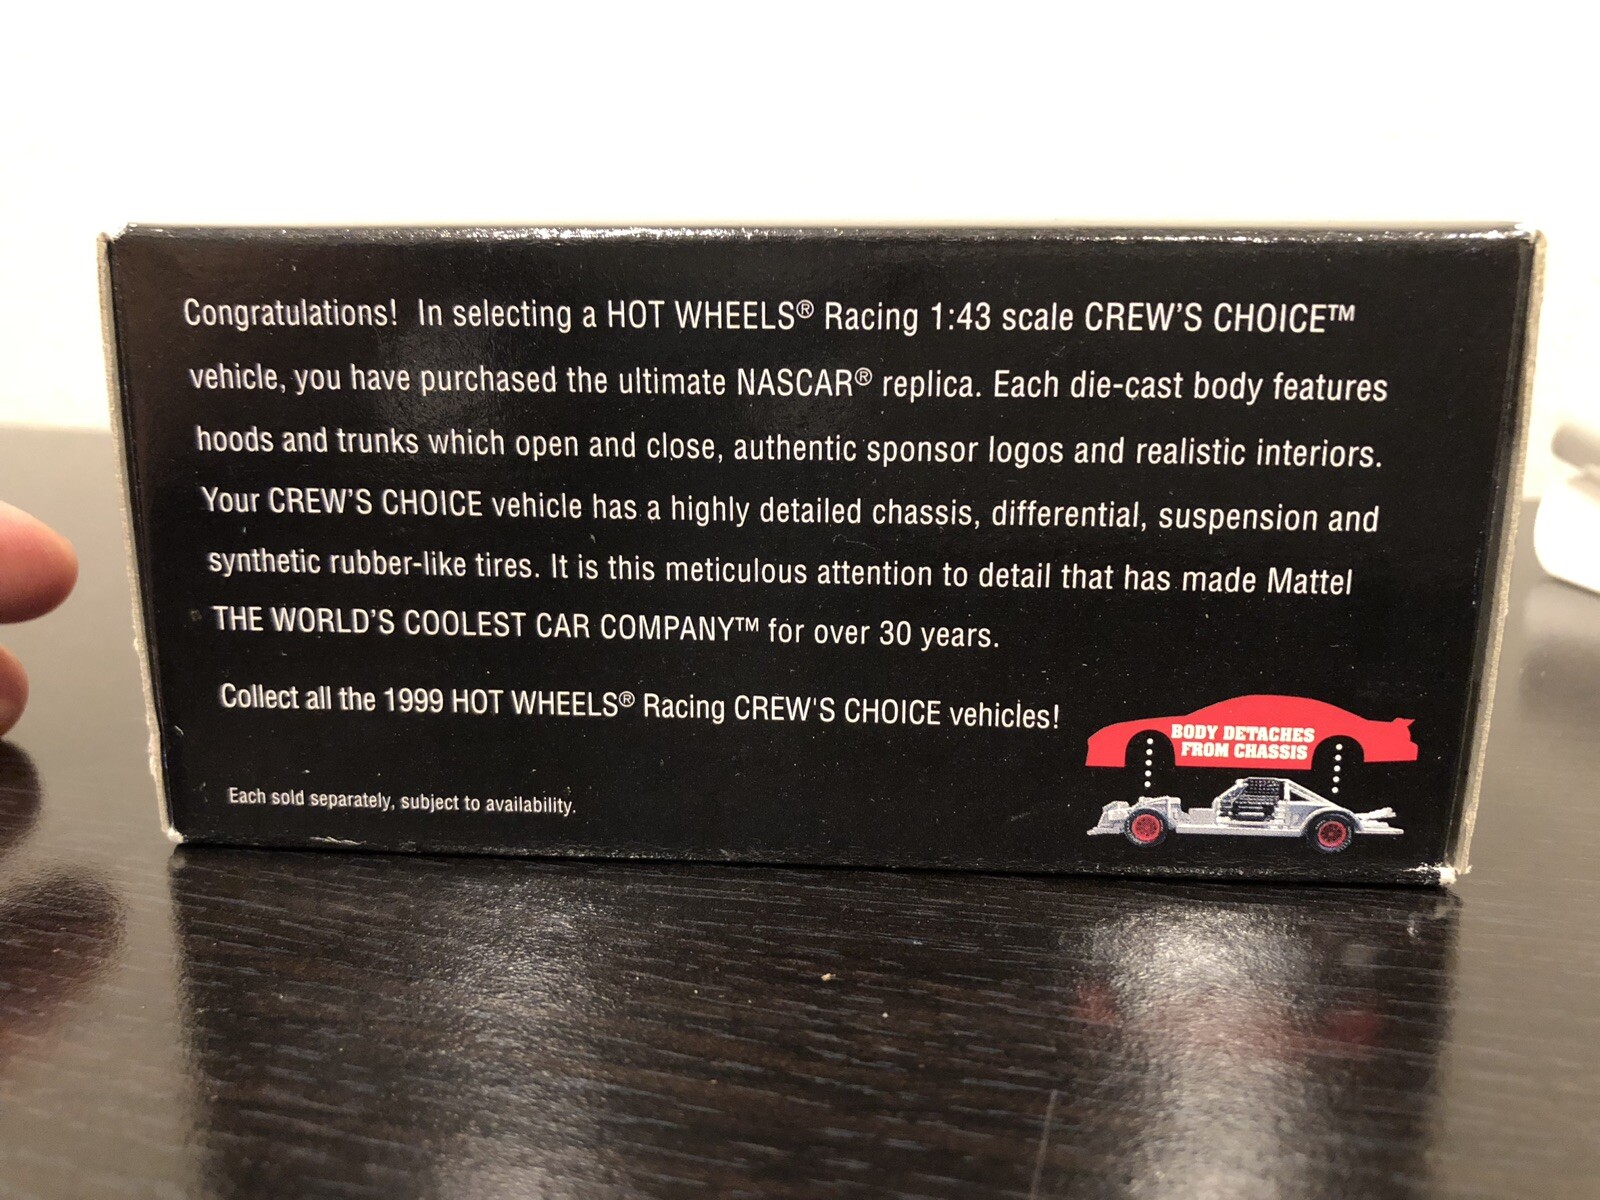 Congratulations! In selecting a HOT WHEELS® Racing 1:43 scale CREW'S CHOICE™
vehicle, you have purchased the ultimate NASCAR® replica. Each die-cast body features
hoods and trunks which open and close, authentic sponsor logos and realistic interiors.
Your CREW'S CHOICE vehicle has a highly detailed chassis, differential, suspension and
synthetic rubber-like tires. It is this meticulous attention to detail that has made Mattel
THE WORLD'S COOLEST CAR COMPANY™ for over 30 years.
Collect all the 1999 HOT WHEELS® Racing CREW'S CHOICE vehicles!
BODY DETACHES
FROM CHASSIS
Each sold separately, subject to availability.